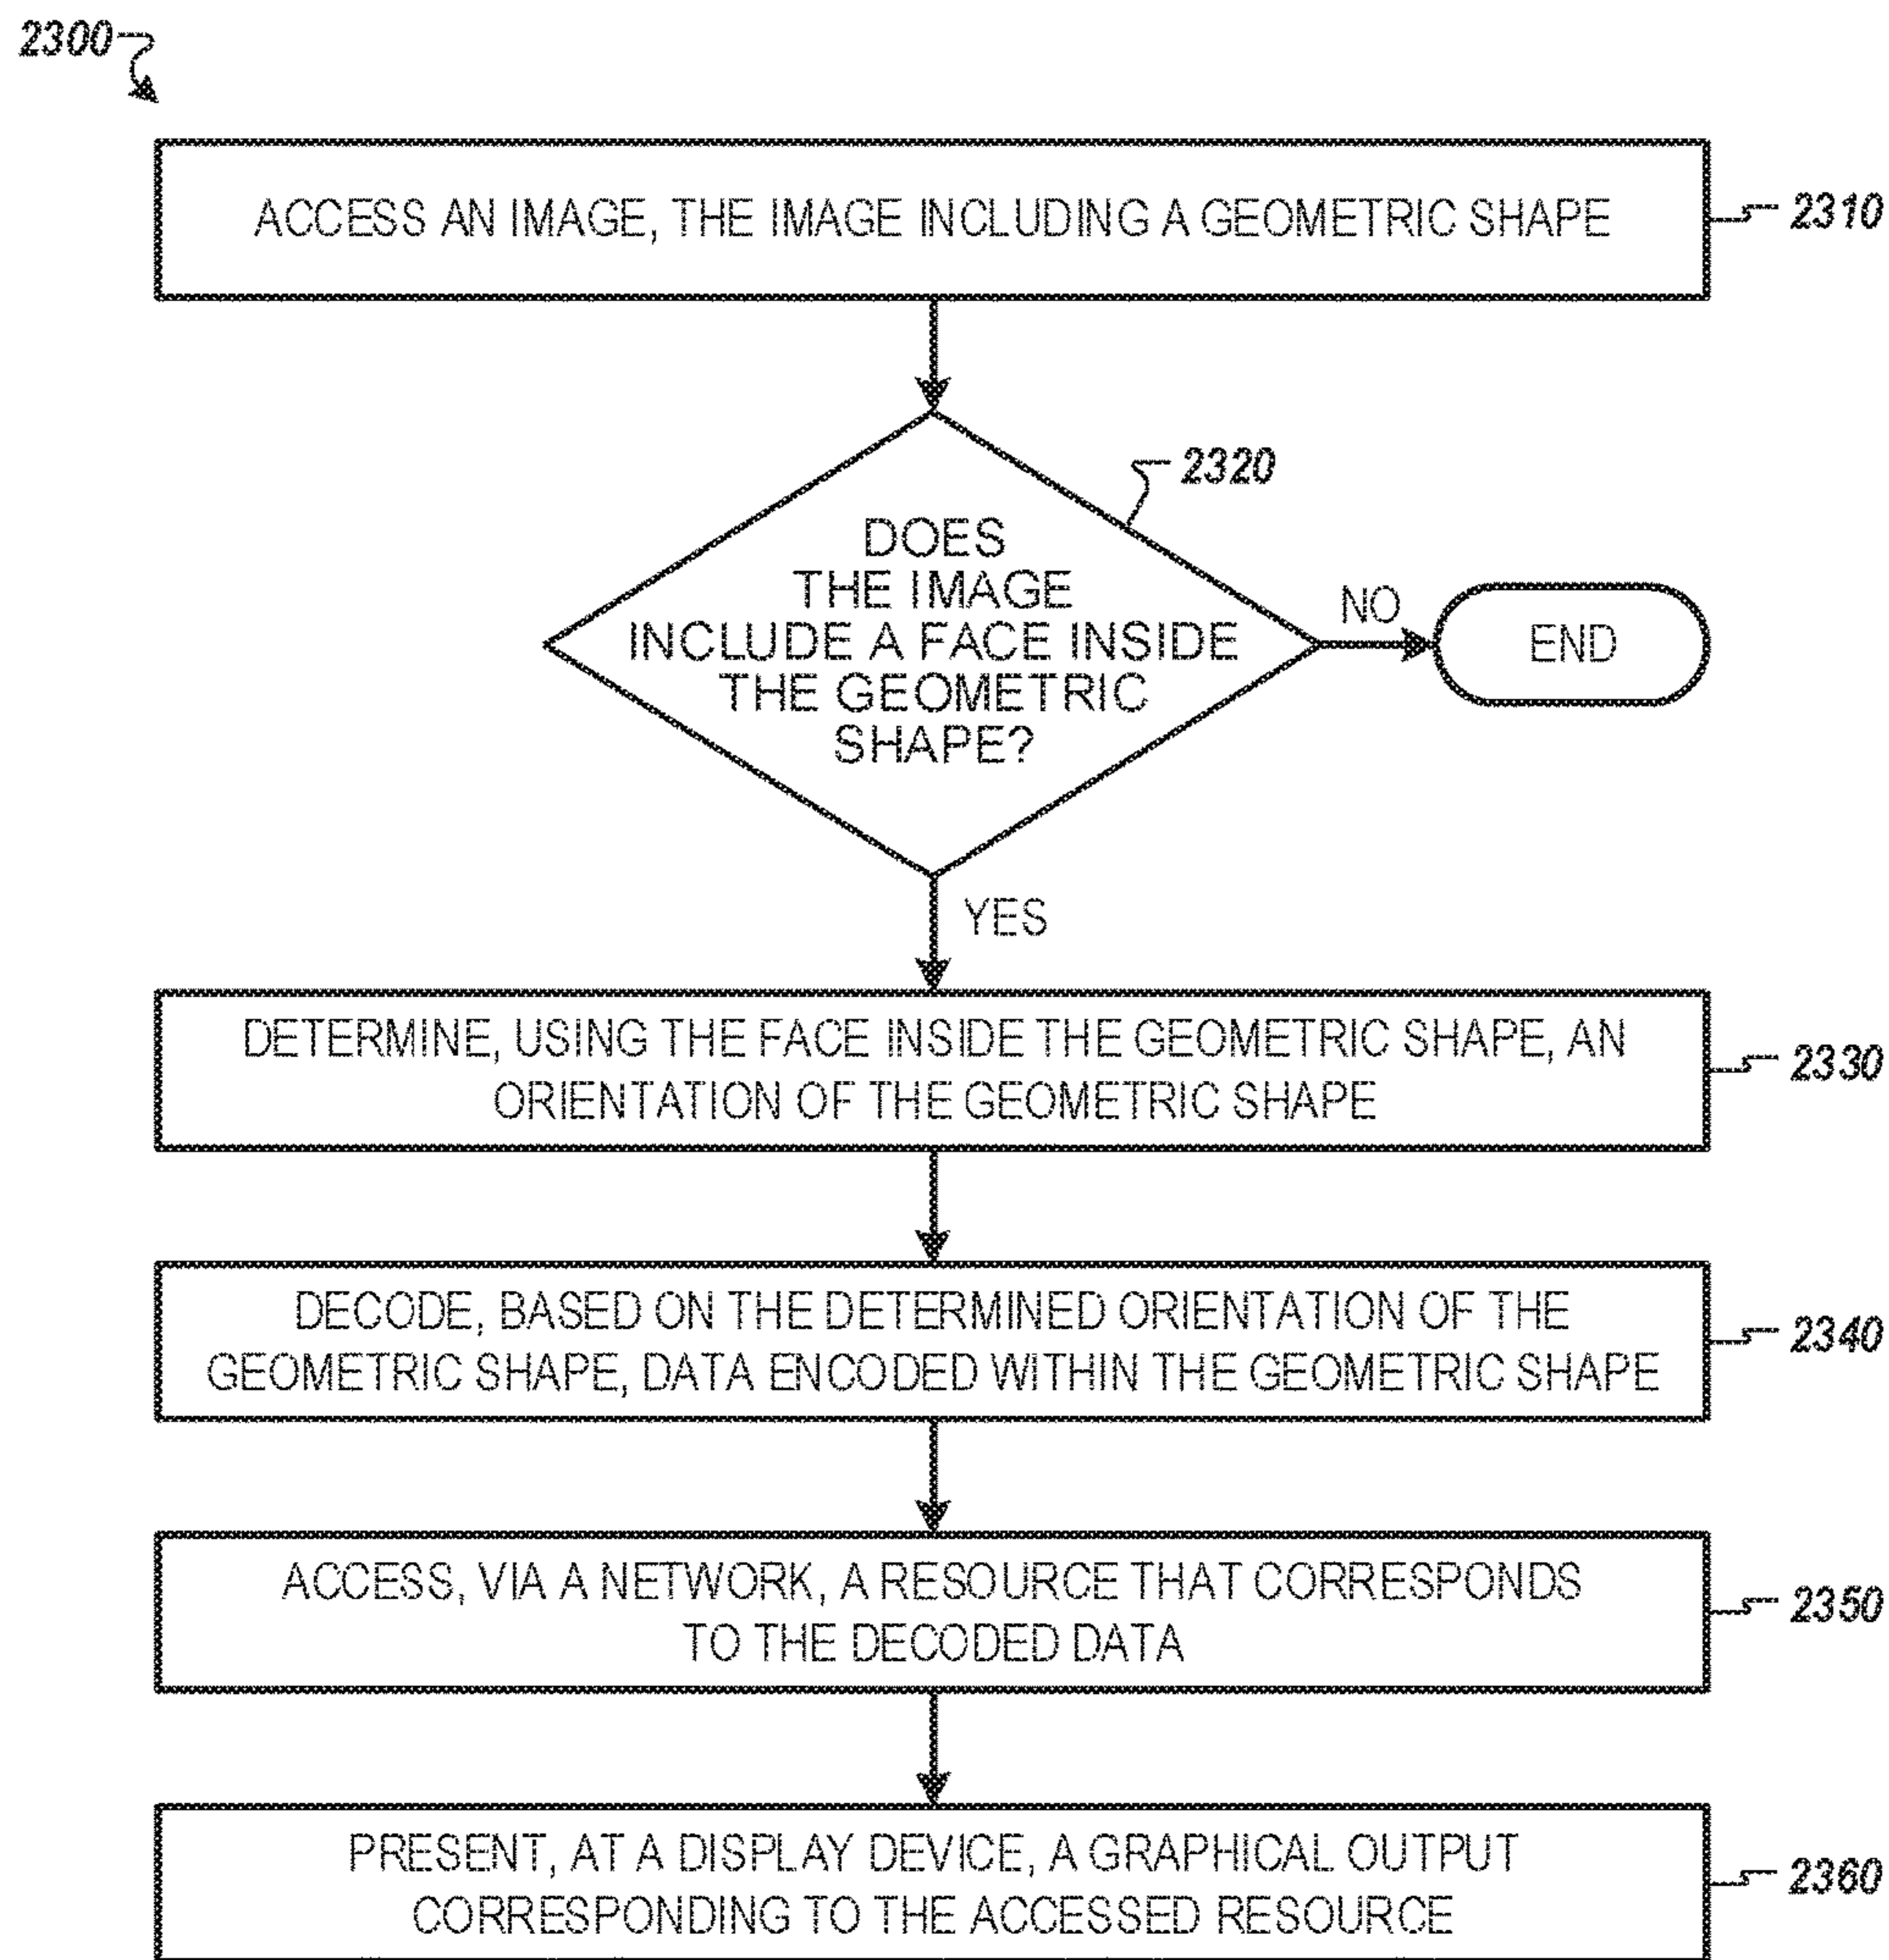 2300
ACCESS AN IMAGE, THE IMAGE INCLUDING A GEOMETRIC SHAPE
2310
2320
DOES
THE IMAGE
INCLUDE A FACE INSIDE
THE GEOMETRIC
SHAPE?
NO
END
YES
DETERMINE, USING THE FACE INSIDE THE GEOMETRIC SHAPE, AN
ORIENTATION OF THE GEOMETRIC SHAPE
2330
DECODE, BASED ON THE DETERMINED ORIENTATION OF THE
GEOMETRIC SHAPE, DATA ENCODED WITHIN THE GEOMETRIC SHAPE
2340
ACCESS, VIA A NETWORK, A RESOURCE THAT CORRESPONDS
TO THE DECODED DATA
2350
PRESENT, AT A DISPLAY DEVICE, A GRAPHICAL OUTPUT
CORRESPONDING TO THE ACCESSED RESOURCE
2360